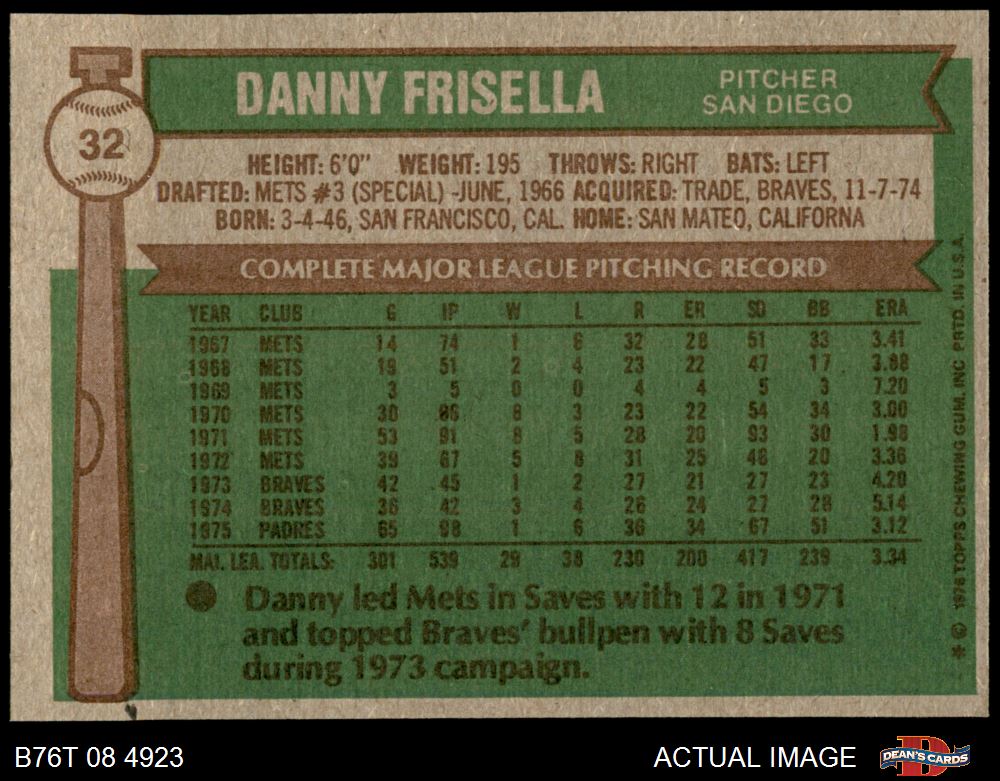 32
DANNY FRISELLA
PITCHER
SAN DIEGO
HEIGHT: 6'0" WEIGHT: 195 THROWS: RIGHT BATS: LEFT
DRAFTED: METS #3 (SPECIAL) -JUNE, 1966 ACQUIRED: TRADE, BRAVES, 11-7-74
BORN: 3-4-46, SAN FRANCISCO, CAL. HOME: SAN MATEO, CALIFORNA
COMPLETE MAJOR LEAGUE PITCHING RECORD
YEAR CLUB G IP W L R ER SO BB ERA
1967 METS 14 74 1 6 32 28 51 33 3.41
1968 METS 19 51 2 4 23 22 47 17 3.88
1969 METS 3 5 0 0 4 4 5 3 7.20
1970 METS 30 66 8 3 23 22 54 34 3.00
1971 METS 53 91 8 5 28 20 93 30 1.98
1972 METS 39 67 5 8 31 25 46 20 3.36
1973 BRAVES 42 45 1 2 27 21 27 23 4.20
1974 BRAVES 36 42 3 4 26 24 27 28 5.14
1975 PADRES 65 98 1 6 36 34 67 51 3.12
MAJ. LEA. TOTALS: 301 539 29 38 230 200 417 239 3.34
Danny led Mets in Saves with 12 in 1971
and topped Braves' bullpen with 8 Saves
during 1973 campaign.
* © 1976 TOPPS CHEWING GUM, INC. PRTD. IN U.S.A.
B76T 08 4923
ACTUAL IMAGE
DEAN'S CARDS